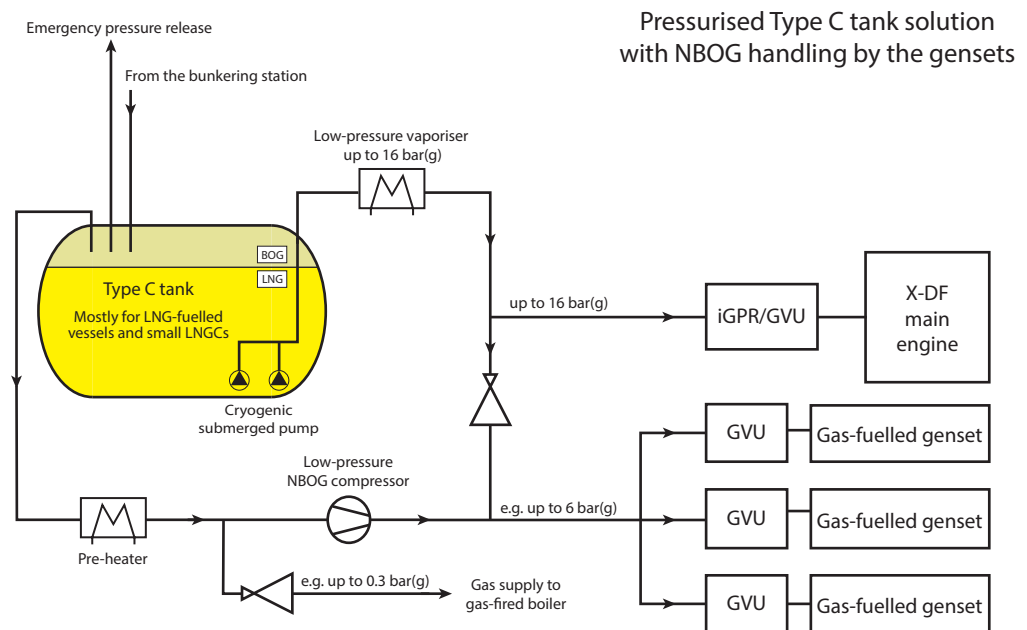 Pressurised Type C tank solution
with NBOG handling by the gensets
Emergency pressure release
From the bunkering station
Low-pressure vaporiser
up to 16 bar(g)
BOG
LNG
Type C tank
Mostly for LNG-fuelled
vessels and small LNGCs
Cryogenic
submerged pump
up to 16 bar(g)
iGPR/GVU
X-DF
main
engine
GVU
Gas-fuelled genset
Low-pressure
NBOG compressor
e.g. up to 6 bar(g)
GVU
Gas-fuelled genset
Pre-heater
e.g. up to 0.3 bar(g)
Gas supply to
gas-fired boiler
GVU
Gas-fuelled genset